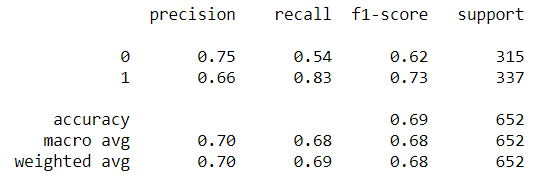 precision recall f1-score support
0 0.75 0.54 0.62 315
1 0.66 0.83 0.73 337
accuracy 0.69 652
macro avg 0.70 0.68 0.68 652
weighted avg 0.70 0.69 0.68 652